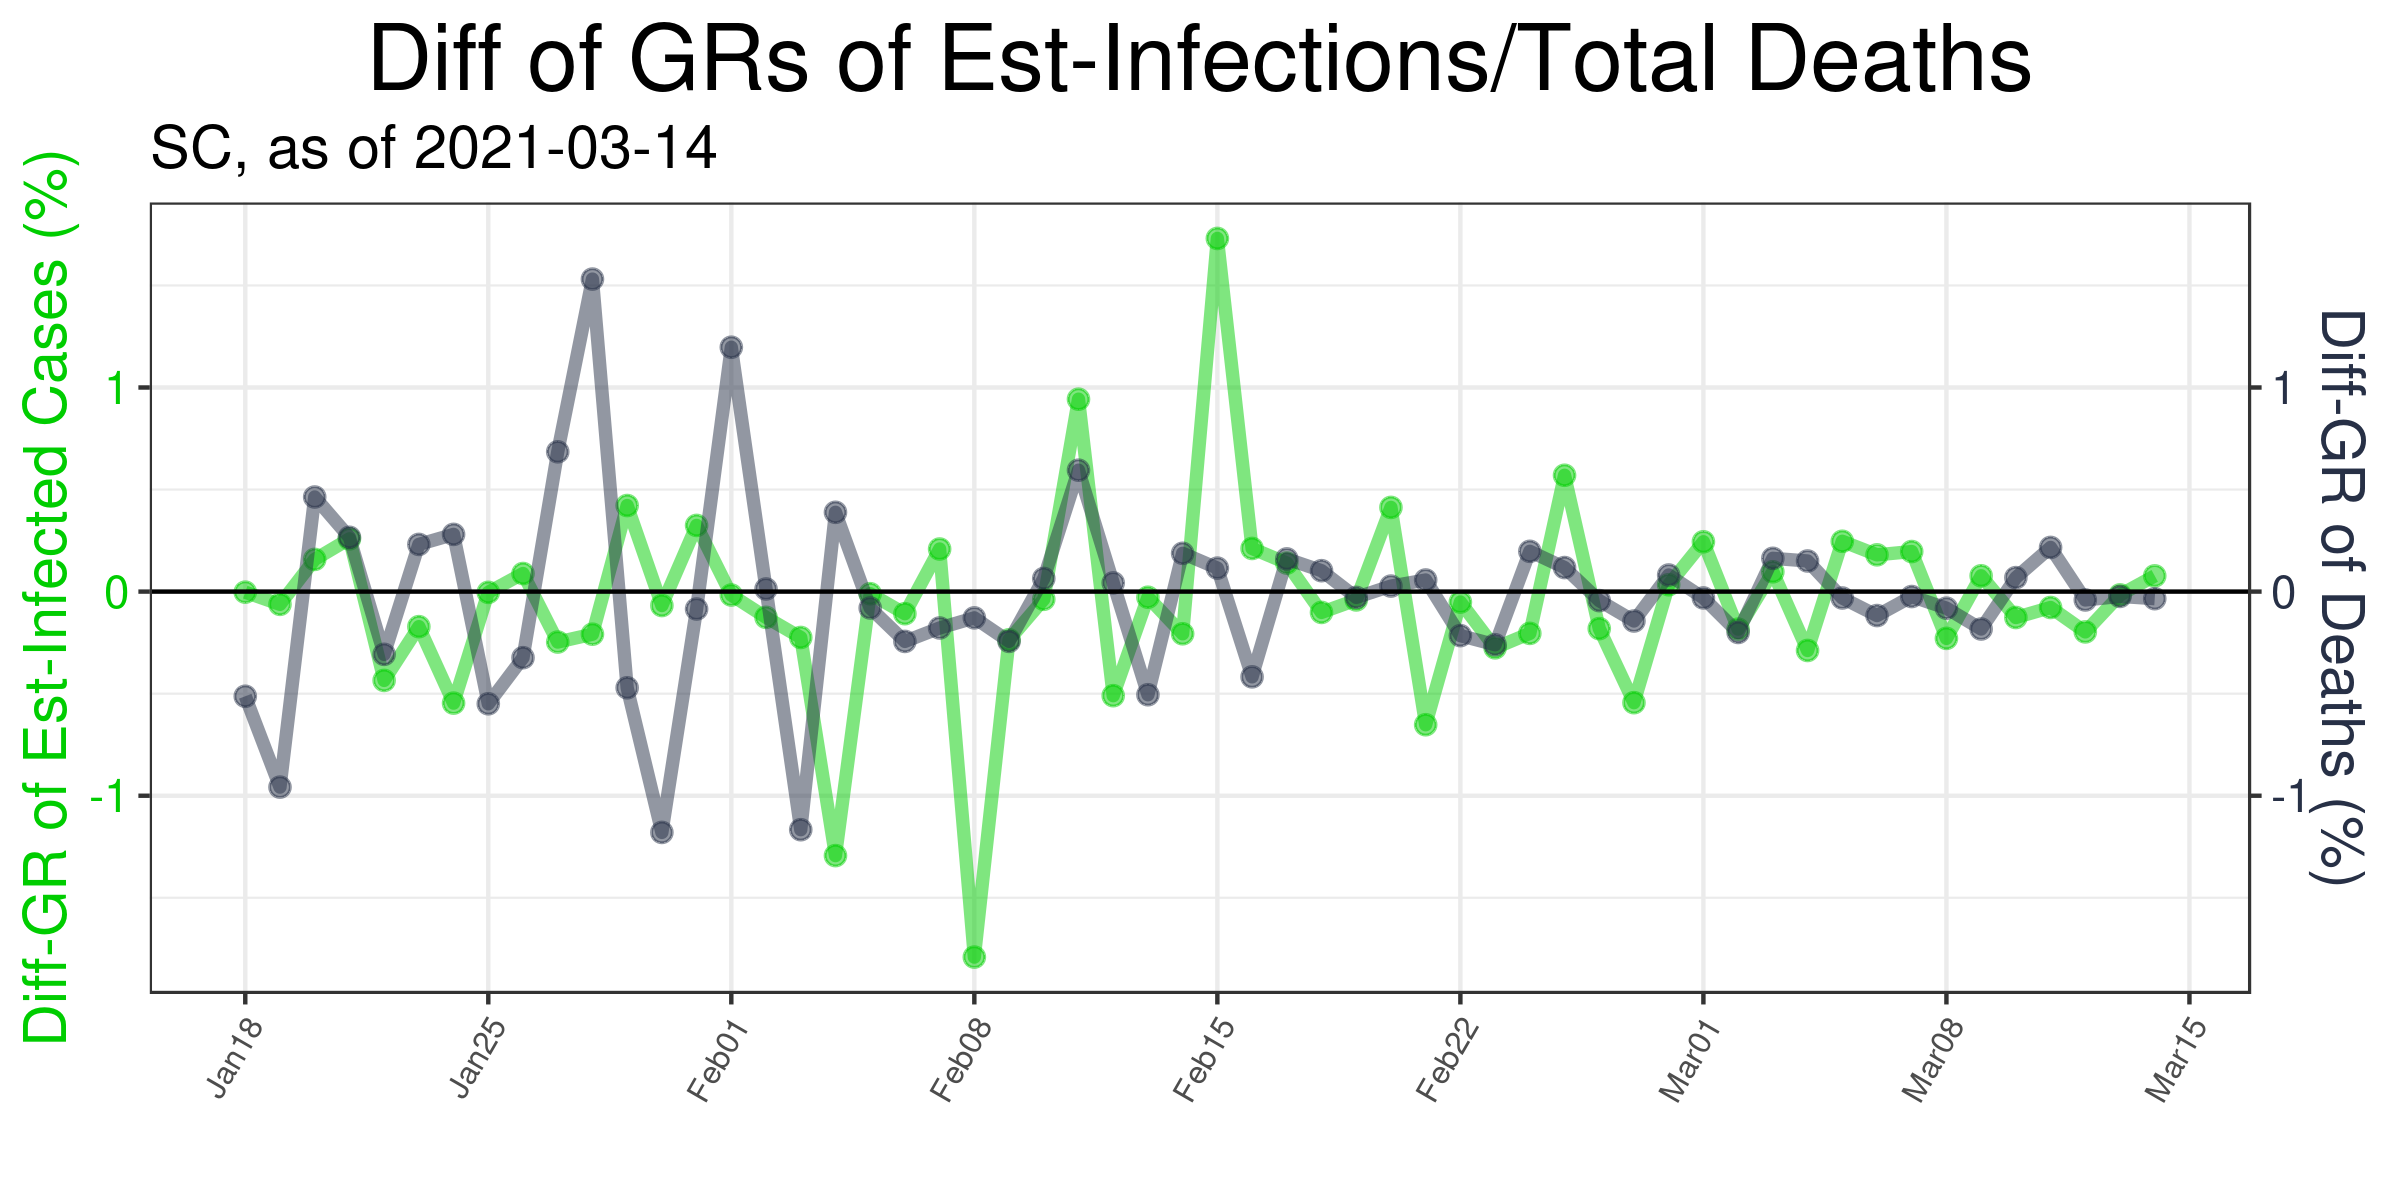 Diff of GRs of Est-Infections/Total Deaths
SC, as of 2021-03-14
Diff-GR of Est-Infected Cases (%)
1
0
-1
1
0
-1
Diff-GR of Deaths (%)
Jan18
Jan25
Feb01
Feb08
Feb15
Feb22
Mar01
Mar08
Mar15